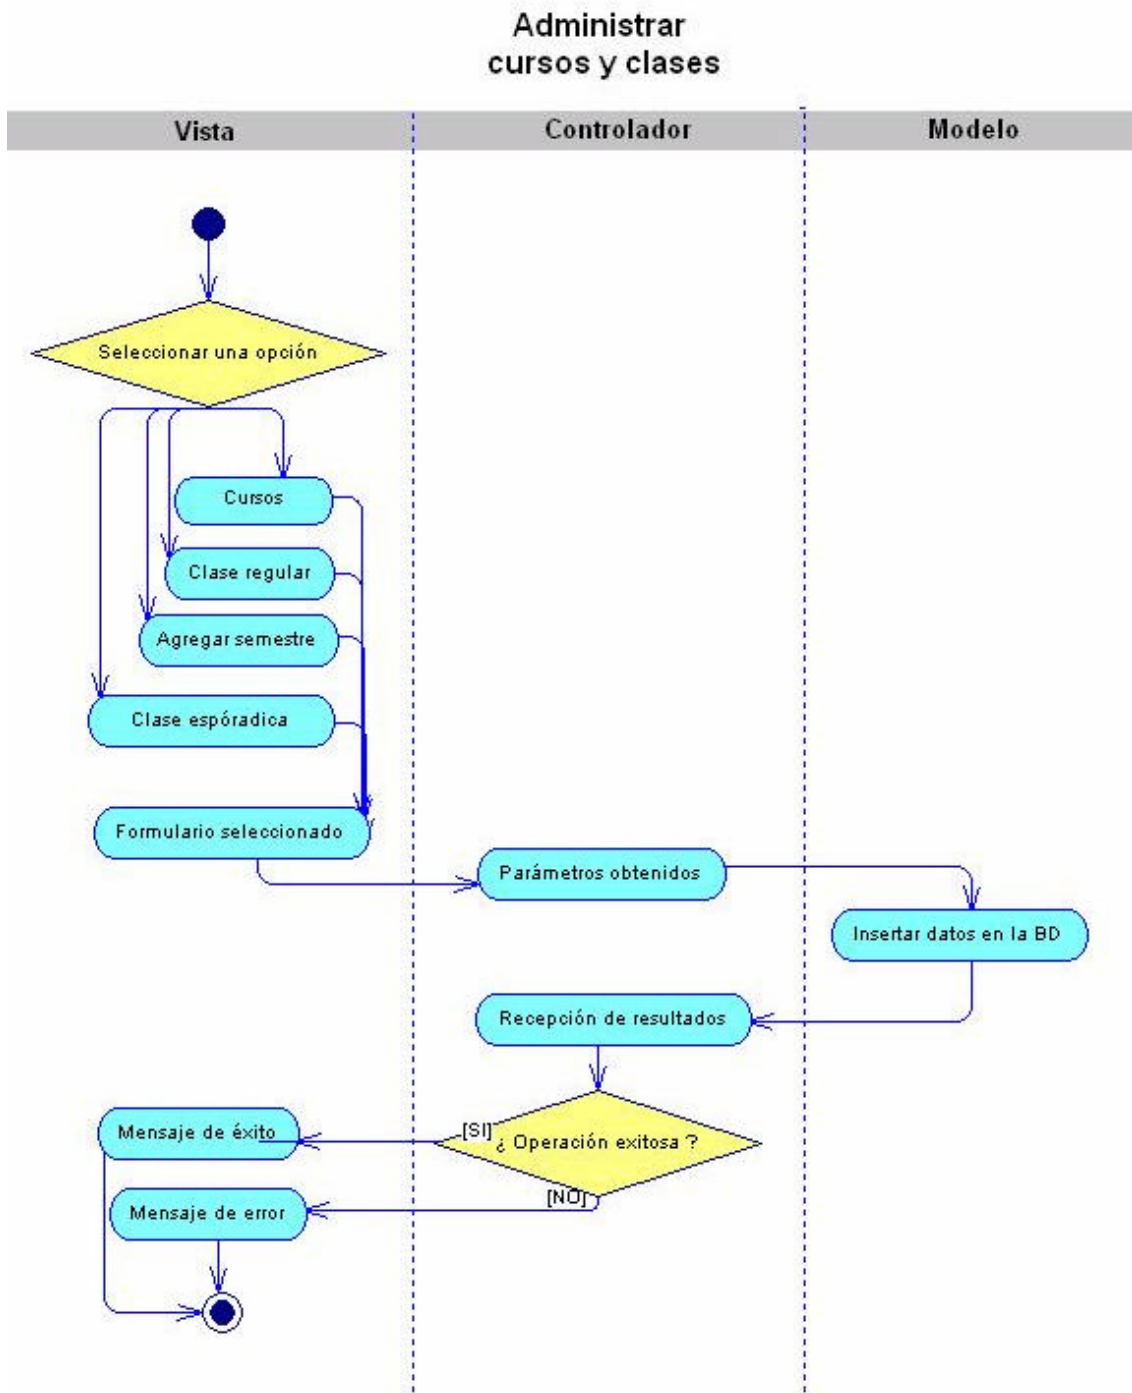 Administrar
cursos y clases
Vista
Controlador
Modelo
Seleccionar una opción
Cursos
Clase regular
Agregar semestre
Clase espóradica
Formulario seleccionado
Parámetros obtenidos
Insertar datos en la BD
Recepción de resultados
Mensaje de éxito
[SI]
¿ Operación exitosa ?
[NO]
Mensaje de error